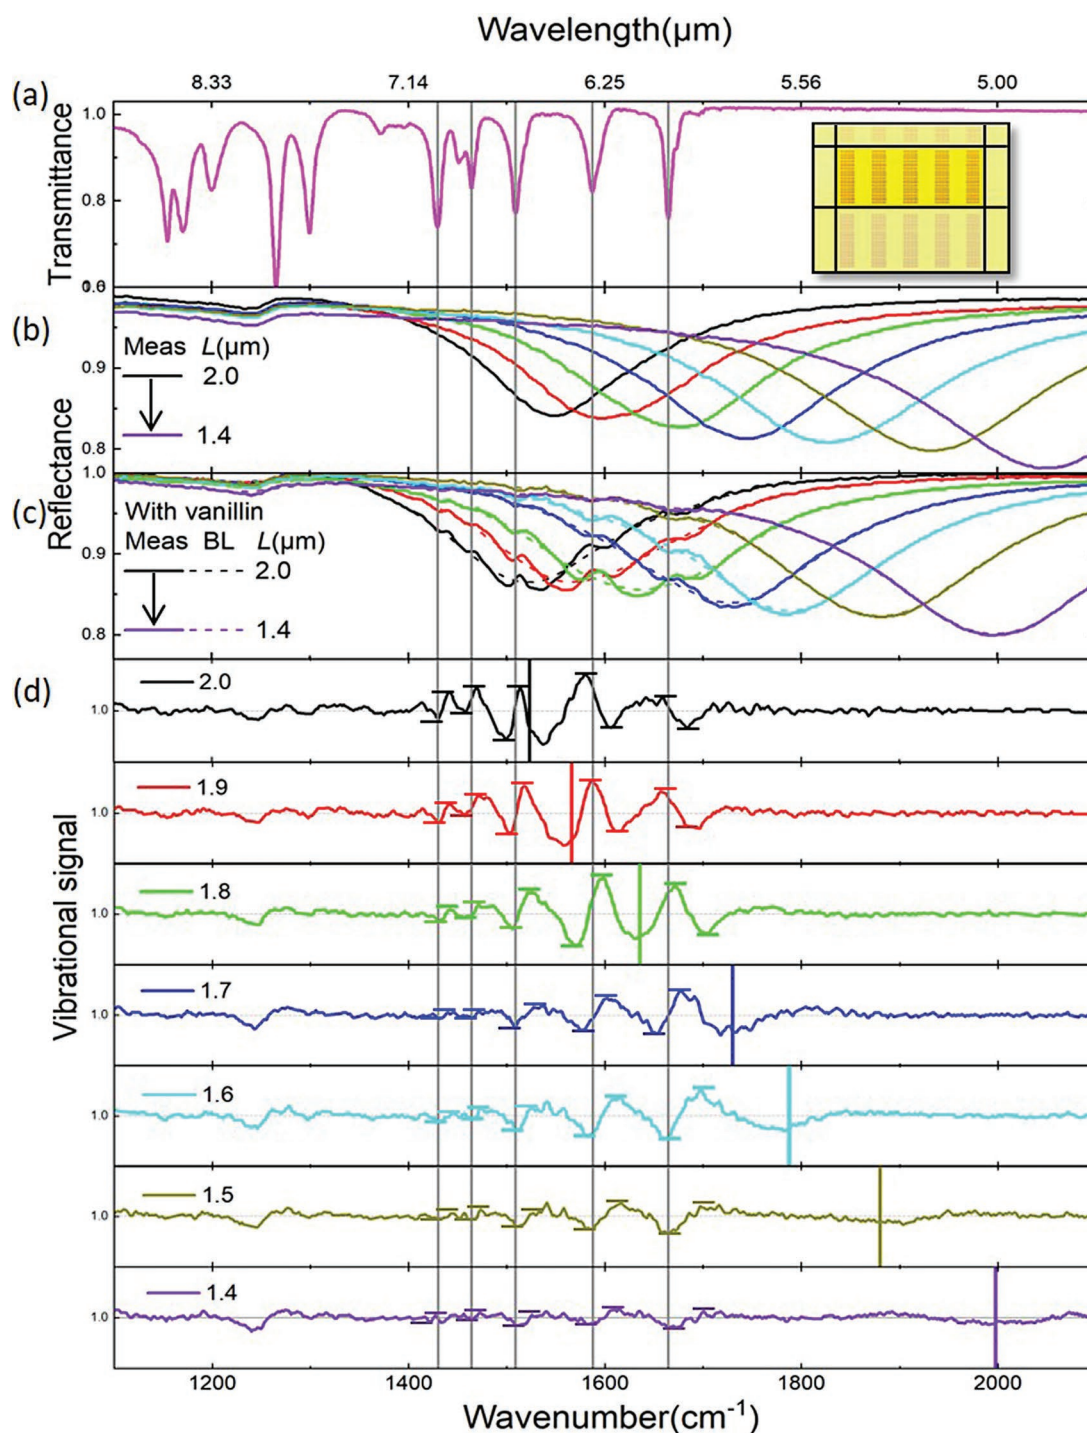 Wavelength(μm)
8.33 7.14 6.25 5.56 5.00
(a)
Transmittance
1.0
0.8
0.6
(b)
Meas L(μm)
2.0
1.4
0.9
0.8
Reflectance
(c)
1.0
With vanillin
Meas BL L(μm)
2.0
1.4
0.9
0.8
(d)
Vibrational signal
2.0
1.0
1.9
1.0
1.8
1.0
1.7
1.0
1.6
1.0
1.5
1.0
1.4
1.0
1200 1400 1600 1800 2000
Wavenumber(cm⁻¹)